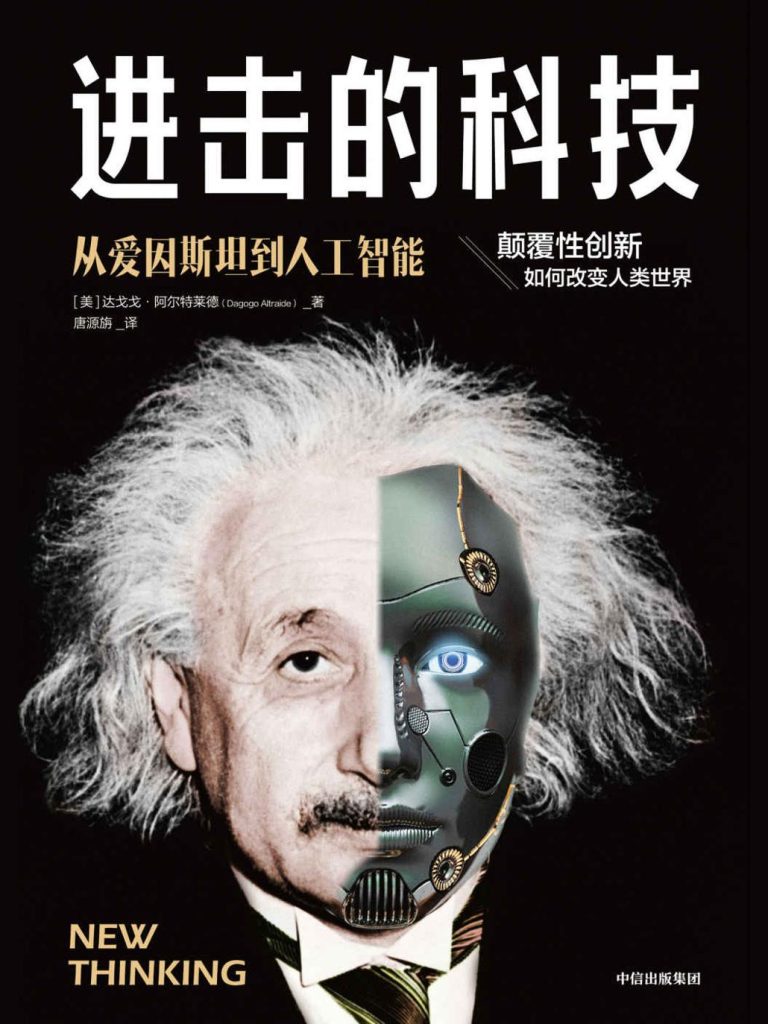 进击的科技
从爱因斯坦到人工智能
颠覆性创新
如何改变人类世界
[美]达戈戈·阿尔特莱德(Dagogo Altraide) _著
唐源旃 _译
NEW
THINKING
中信出版集团